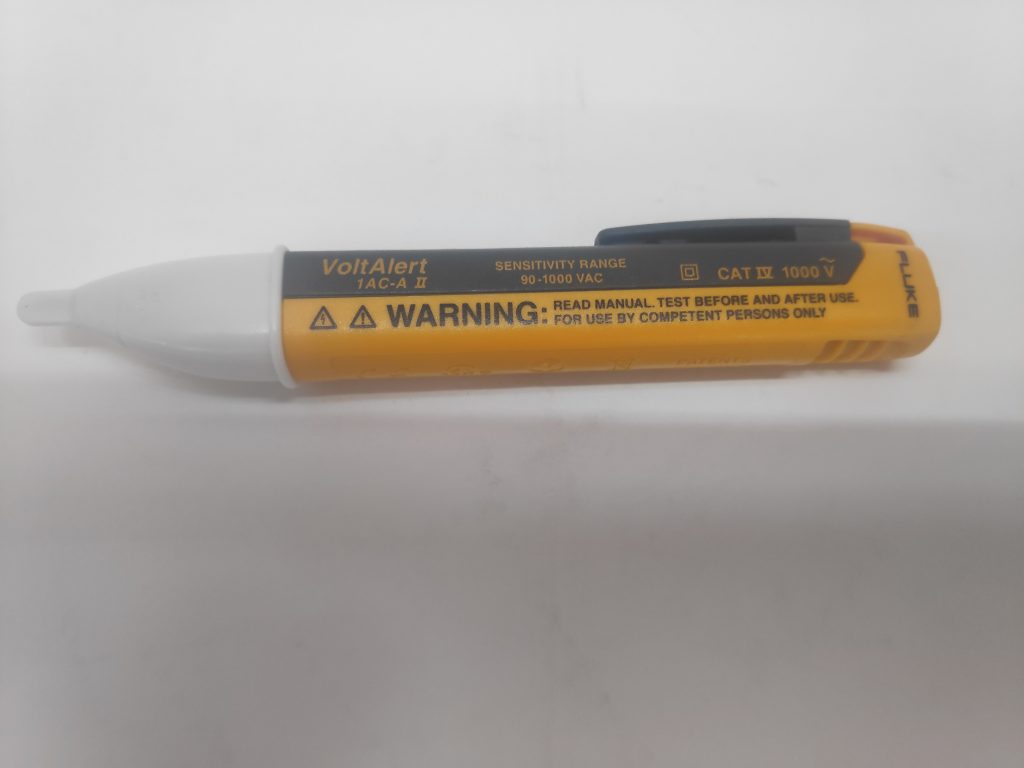 VoltAlert
1AC-A II
SENSITIVITY RANGE
90-1000 VAC
CAT IV 1000 V
FLUKE
WARNING: READ MANUAL. TEST BEFORE AND AFTER USE.
FOR USE BY COMPETENT PERSONS ONLY
PATENTS